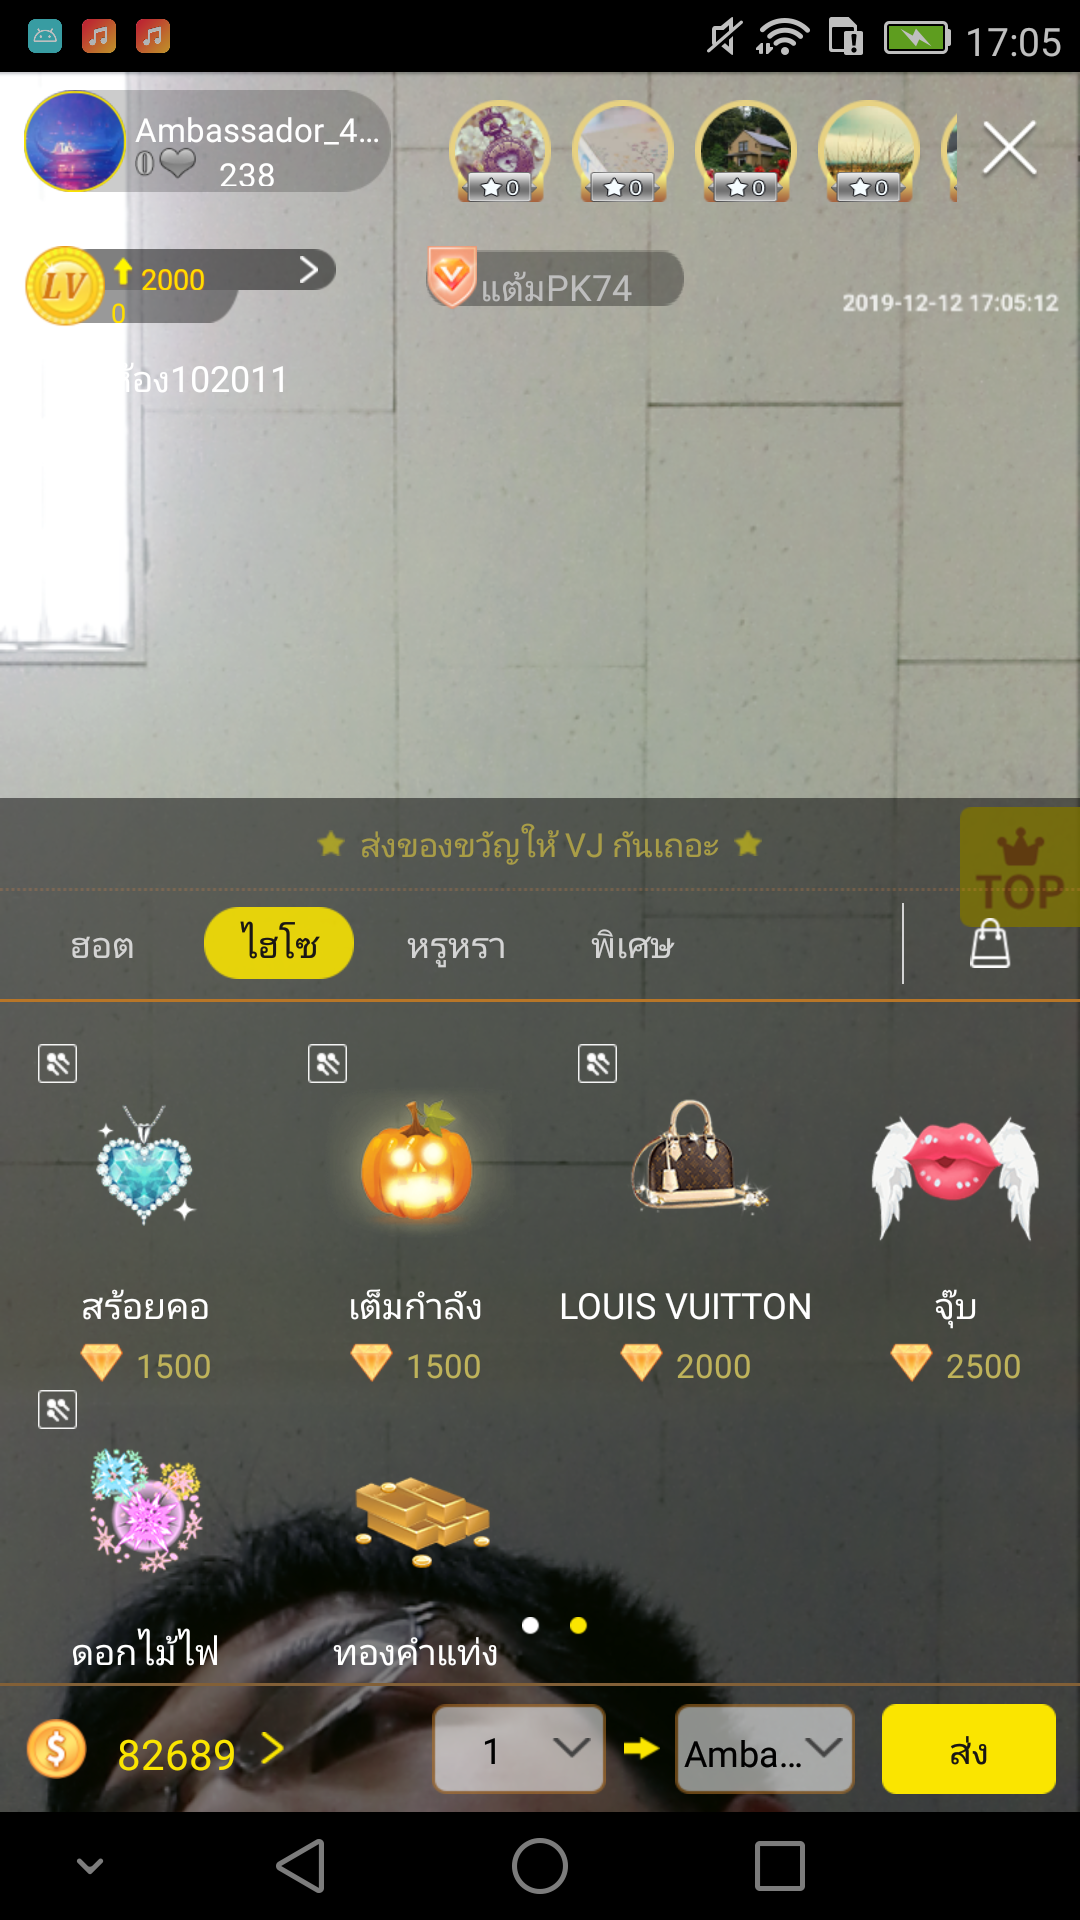 17:05
Ambassador_4...
0
238
0
0
0
0
LV
2000
0
แต้มPK74
2019-12-12 17:05:12
ห้อง102011
ส่งของขวัญให้ VJ กันเถอะ
TOP
ฮอต
ไฮโซ
หรูหรา
พิเศษ
สร้อยคอ
เต็มกำลัง
LOUIS VUITTON
จุ๊บ
1500
1500
2000
2500
ดอกไม้ไฟ
ทองคำแท่ง
82689
1
Amba...
ส่ง